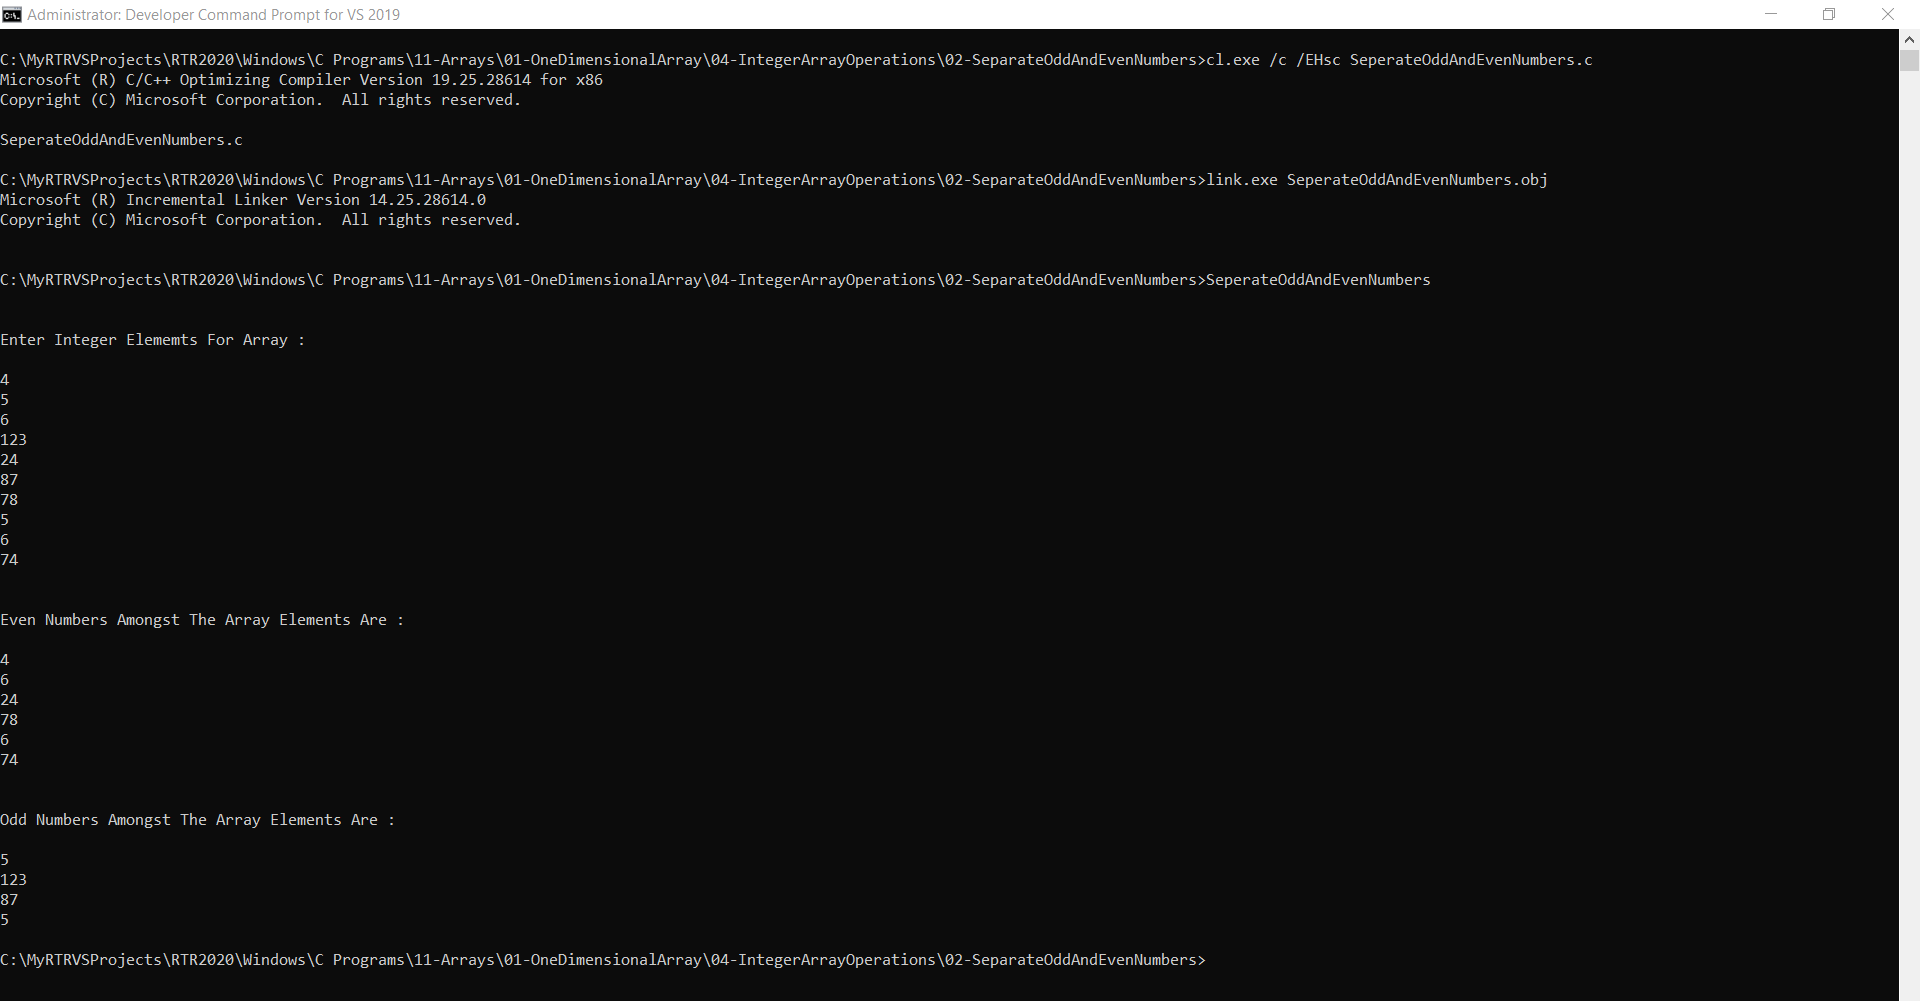 Administrator: Developer Command Prompt for VS 2019
C:\MyRTRVSProjects\RTR2020\Windows\C Programs\11-Arrays\01-OneDimensionalArray\04-IntegerArrayOperations\02-SeparateOddAndEvenNumbers>cl.exe /c /EHsc SeperateOddAndEvenNumbers.c
Microsoft (R) C/C++ Optimizing Compiler Version 19.25.28614 for x86
Copyright (C) Microsoft Corporation.  All rights reserved.
SeperateOddAndEvenNumbers.c
C:\MyRTRVSProjects\RTR2020\Windows\C Programs\11-Arrays\01-OneDimensionalArray\04-IntegerArrayOperations\02-SeparateOddAndEvenNumbers>link.exe SeperateOddAndEvenNumbers.obj
Microsoft (R) Incremental Linker Version 14.25.28614.0
Copyright (C) Microsoft Corporation.  All rights reserved.
C:\MyRTRVSProjects\RTR2020\Windows\C Programs\11-Arrays\01-OneDimensionalArray\04-IntegerArrayOperations\02-SeparateOddAndEvenNumbers>SeperateOddAndEvenNumbers
Enter Integer Elememts For Array :
4
5
6
123
24
87
78
5
6
74
Even Numbers Amongst The Array Elements Are :
4
6
24
78
6
74
Odd Numbers Amongst The Array Elements Are :
5
123
87
5
C:\MyRTRVSProjects\RTR2020\Windows\C Programs\11-Arrays\01-OneDimensionalArray\04-IntegerArrayOperations\02-SeparateOddAndEvenNumbers>